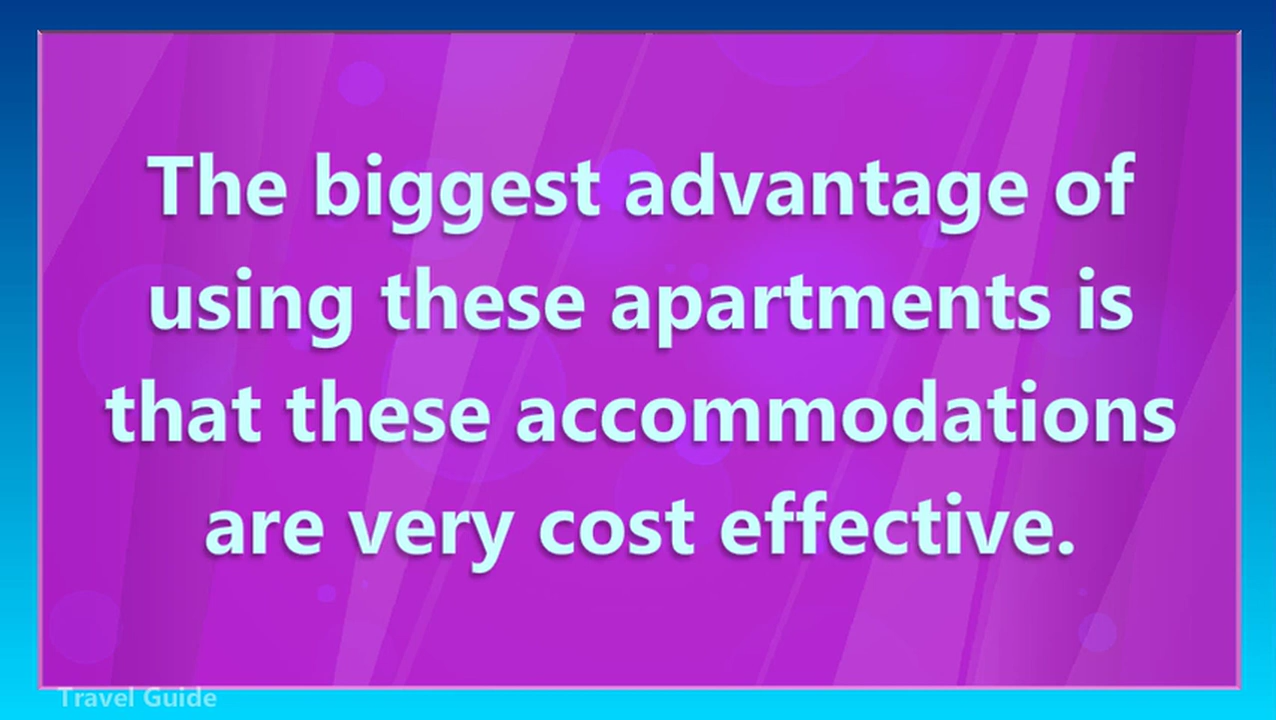 The biggest advantage of
using these apartments is
that these accommodations
are very cost effective.
Travel Guide